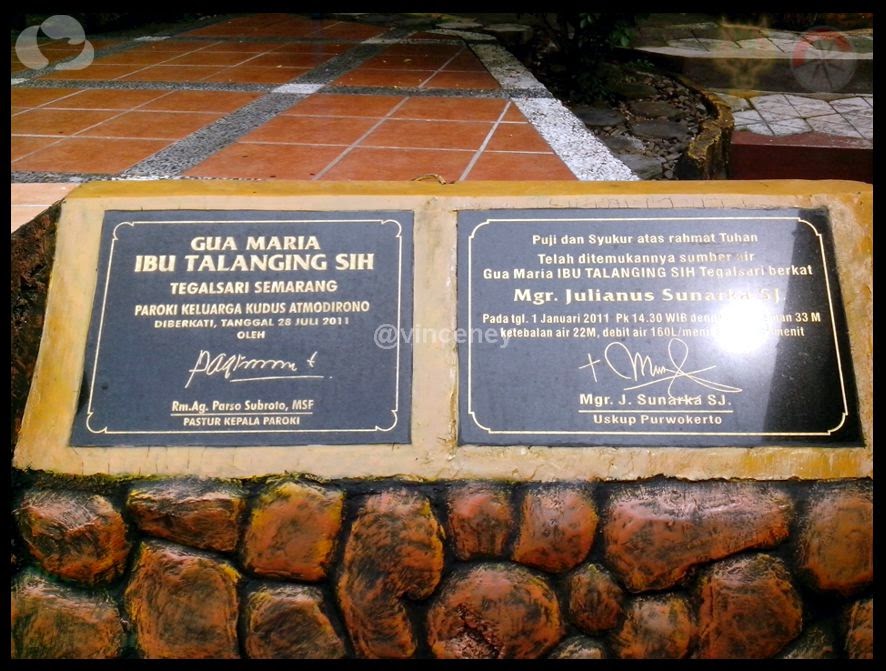 GUA MARIA
IBU TALANGING SIH
TEGALSARI SEMARANG
PAROKI KELUARGA KUDUS ATMODIRONO
DIBERKATI, TANGGAL 28 JULI 2011
OLEH
Rm.Ag. Parso Subroto, MSF
PASTUR KEPALA PAROKI
Puji dan Syukur atas rahmat Tuhan
Telah ditemukannya sumber air
Gua Maria IBU TALANGING SIH Tegalsari berkat
Mgr. Julianus Sunarka SJ.
Pada tgl. 1 Januari 2011 Pk 14.30 WIB 33 M
ketebalan air 22M, debit air 160L/
Mgr. J. Sunarka SJ.
Uskup Purwokerto
@vinceney